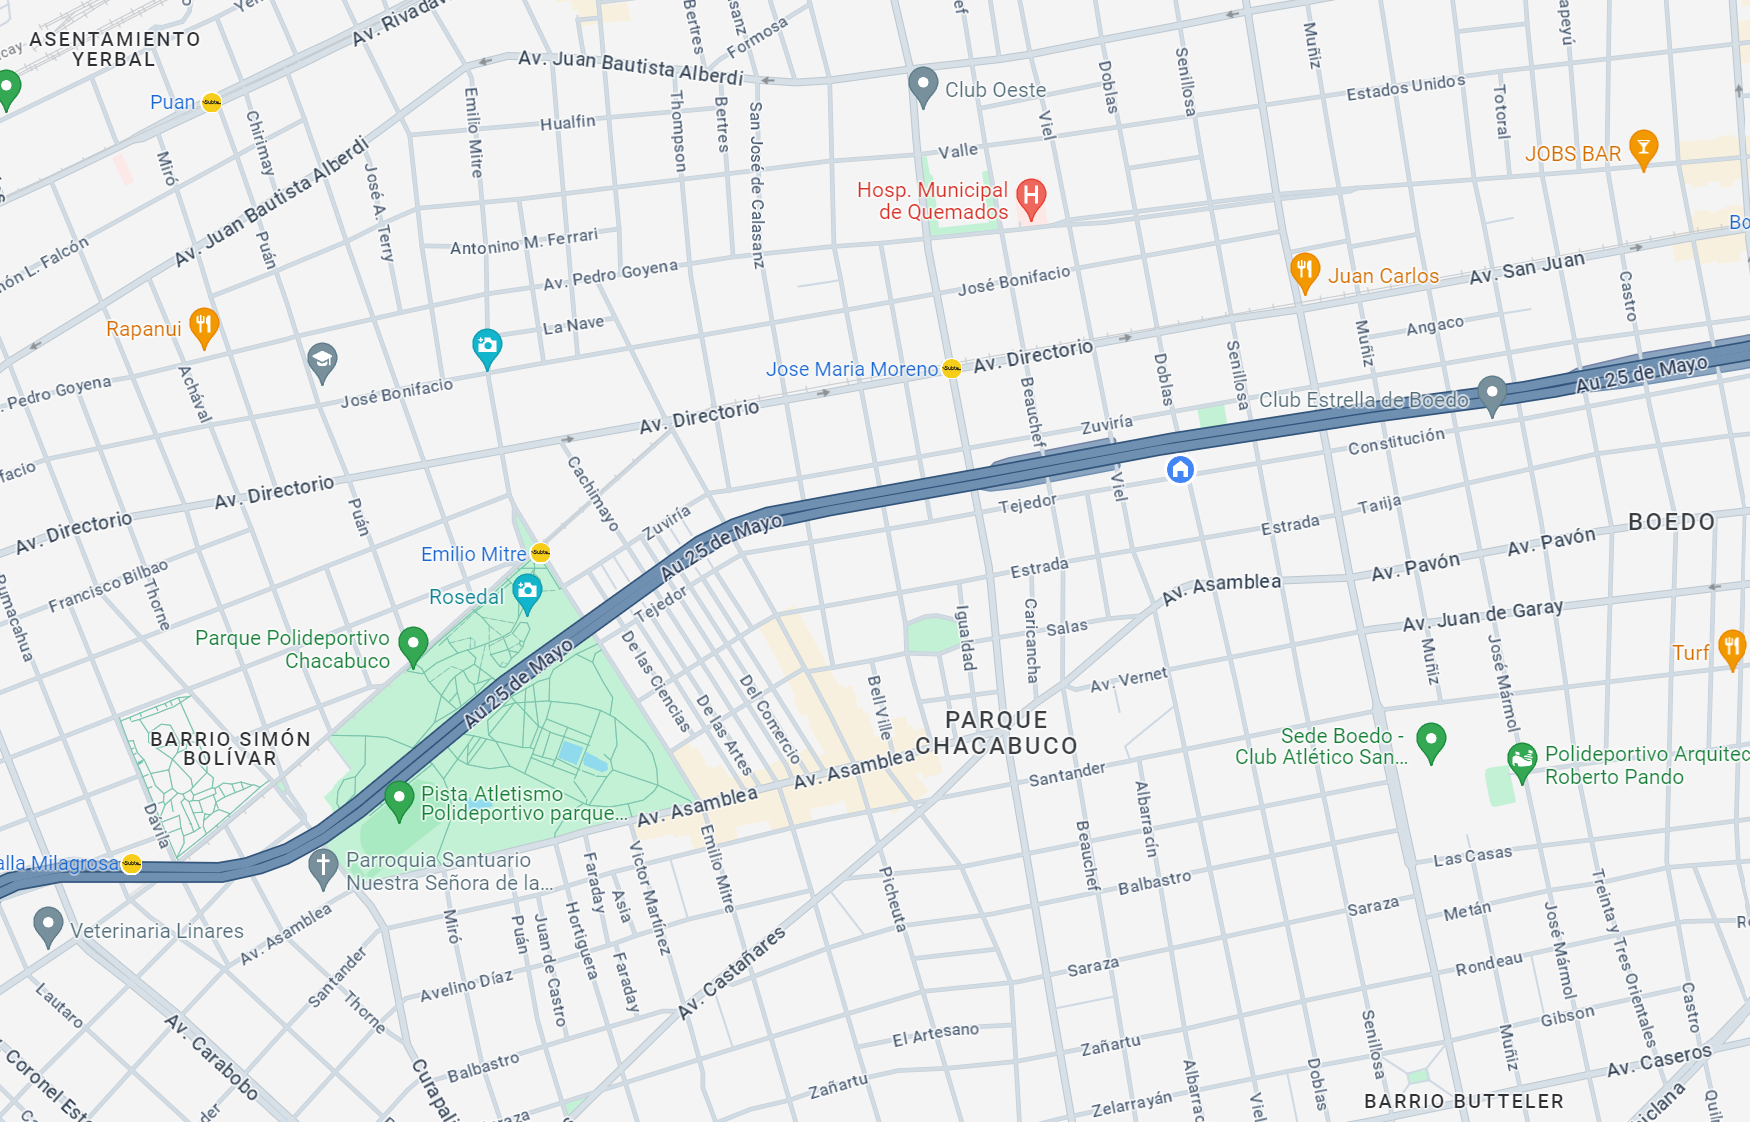 ASENTAMIENTO
YERBAL
Av. Rivadav
Formosa
Bertres
Av. Juan Bautista Alberdi
Club Oeste
Puan
Chirimay
Emilio Mitre
Hualfin
Thompson
Bertres
San José de Calasanz
Valle
Viel
Doblas
Senillosa
Muñiz
Estados Unidos
Totoral
JOBS BAR
Miró
Av. Juan Bautista Alberdi
José A. Terry
Hosp. Municipal
de Quemados
Puán
Antonino M. Ferrari
Av. Pedro Goyena
José Bonifacio
Juan Carlos
Av. San Juan
Bo
Castro
món L. Falcón
Rapanui
La Nave
Angaco
Muñiz
Jose Maria Moreno
Av. Directorio
Doblas
Senillosa
Au 25 de Mayo
. Pedro Goyena
Achával
José Bonifacio
Av. Directorio
Beauchef
Zuviría
Club Estrella de Boedo
Constitución
facio
Av. Directorio
Puán
Cachimayo
Zuviría
Viel
Tejedor
Tarija
Estrada
BOEDO
Av. Directorio
Au 25 de Mayo
Emilio Mitre
Francisco Bilbao
Thorne
Rosedal
Tejedor
Estrada
Av. Asamblea
Av. Pavón
Av. Pavón
Av. Juan de Garay
Pumacahua
Parque Polideportivo
Chacabuco
De las Ciencias
Igualdad
Caricancha
Salas
Muñiz
José Mármol
Turf
Au 25 de Mayo
Del Comercio
De las Artes
Bell Ville
Av. Vernet
PARQUE
CHACABUCO
BARRIO SIMÓN
BOLÍVAR
Sede Boedo -
Club Atlético San...
Polideportivo Arquitec
Roberto Pando
Santander
Av. Asamblea
Av. Asamblea
Dávila
Pista Atletismo
Polideportivo parque...
Albarracín
Beauchef
alla Milagrosa
Parroquia Santuario
Nuestra Señora de la...
Faraday
Asia
Victor Martínez
Emilio Mitre
Picheuta
Balbastro
Las Casas
Treinta y Tres Orientales
Veterinaria Linares
Av. Asamblea
Miró
Puán
Juan de Castro
Hortiguera
Saraza
Metán
José Mármol
Lautaro
Santander
Thorne
Avelino Díaz
Faraday
Av. Castañares
Saraza
Rondeau
Castro
Gibson
Av. Carabobo
El Artesano
Zañartu
Senillosa
Muñiz
Coronel Este
Curapali
Balbastro
Zañartu
Albarrac
Viel
Doblas
Av. Caseros
Zelarrayán
BARRIO BUTTELER